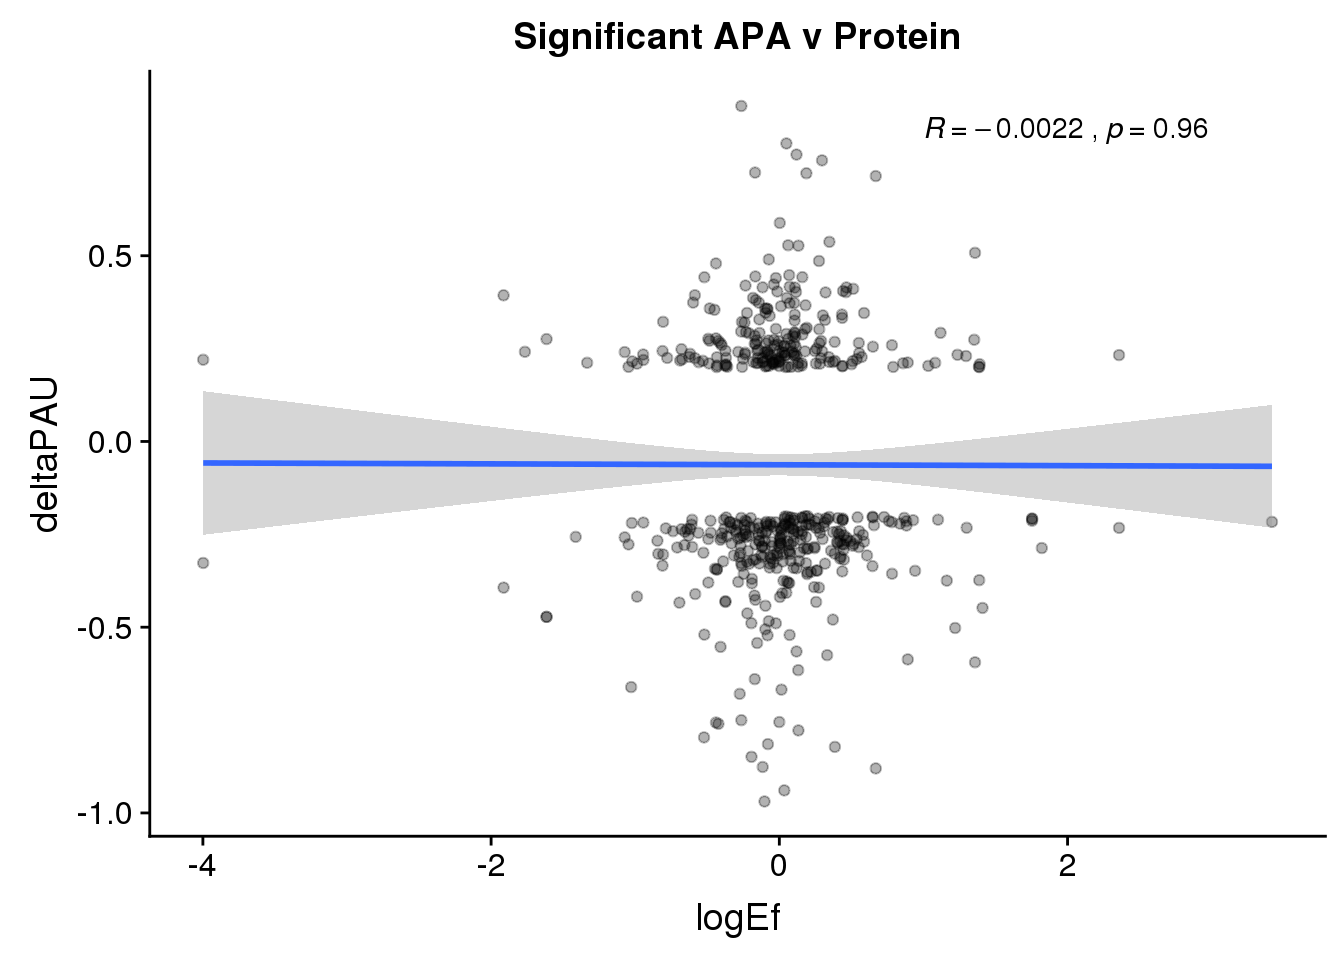 Significant APA v Protein
R = −0.0022 , p = 0.96
deltaPAU
0.5
0.0
-0.5
-1.0
-4 -2 0 2
logEf